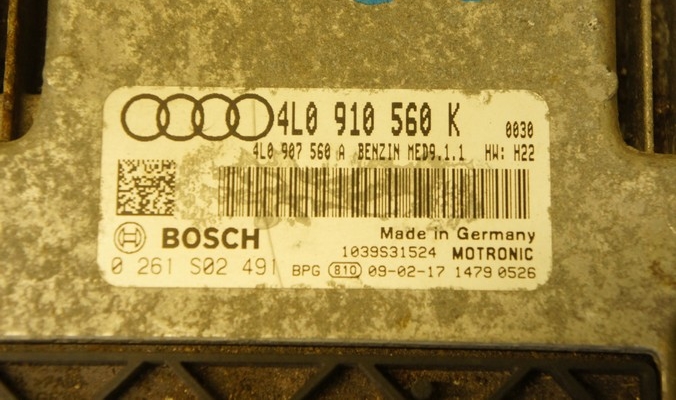 4L0 910 560 K 0030
4L0 907 560 A BENZIN MED9.1.1 HW: H22
BOSCH Made in Germany
1039S31524 MOTRONIC
0 261 S02 491 BPG 810 09-02-17 1479 0526